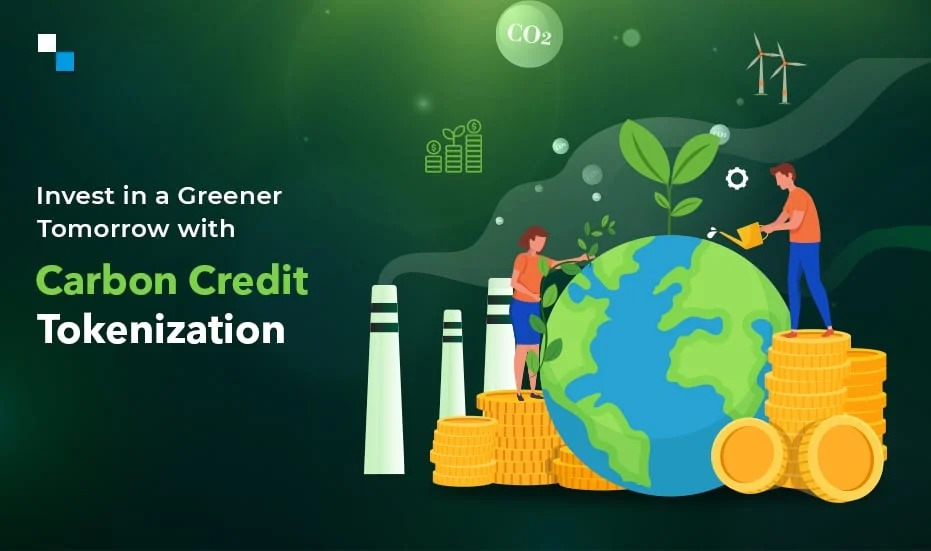 CO2
Invest in a Greener
Tomorrow with
Carbon Credit
Tokenization